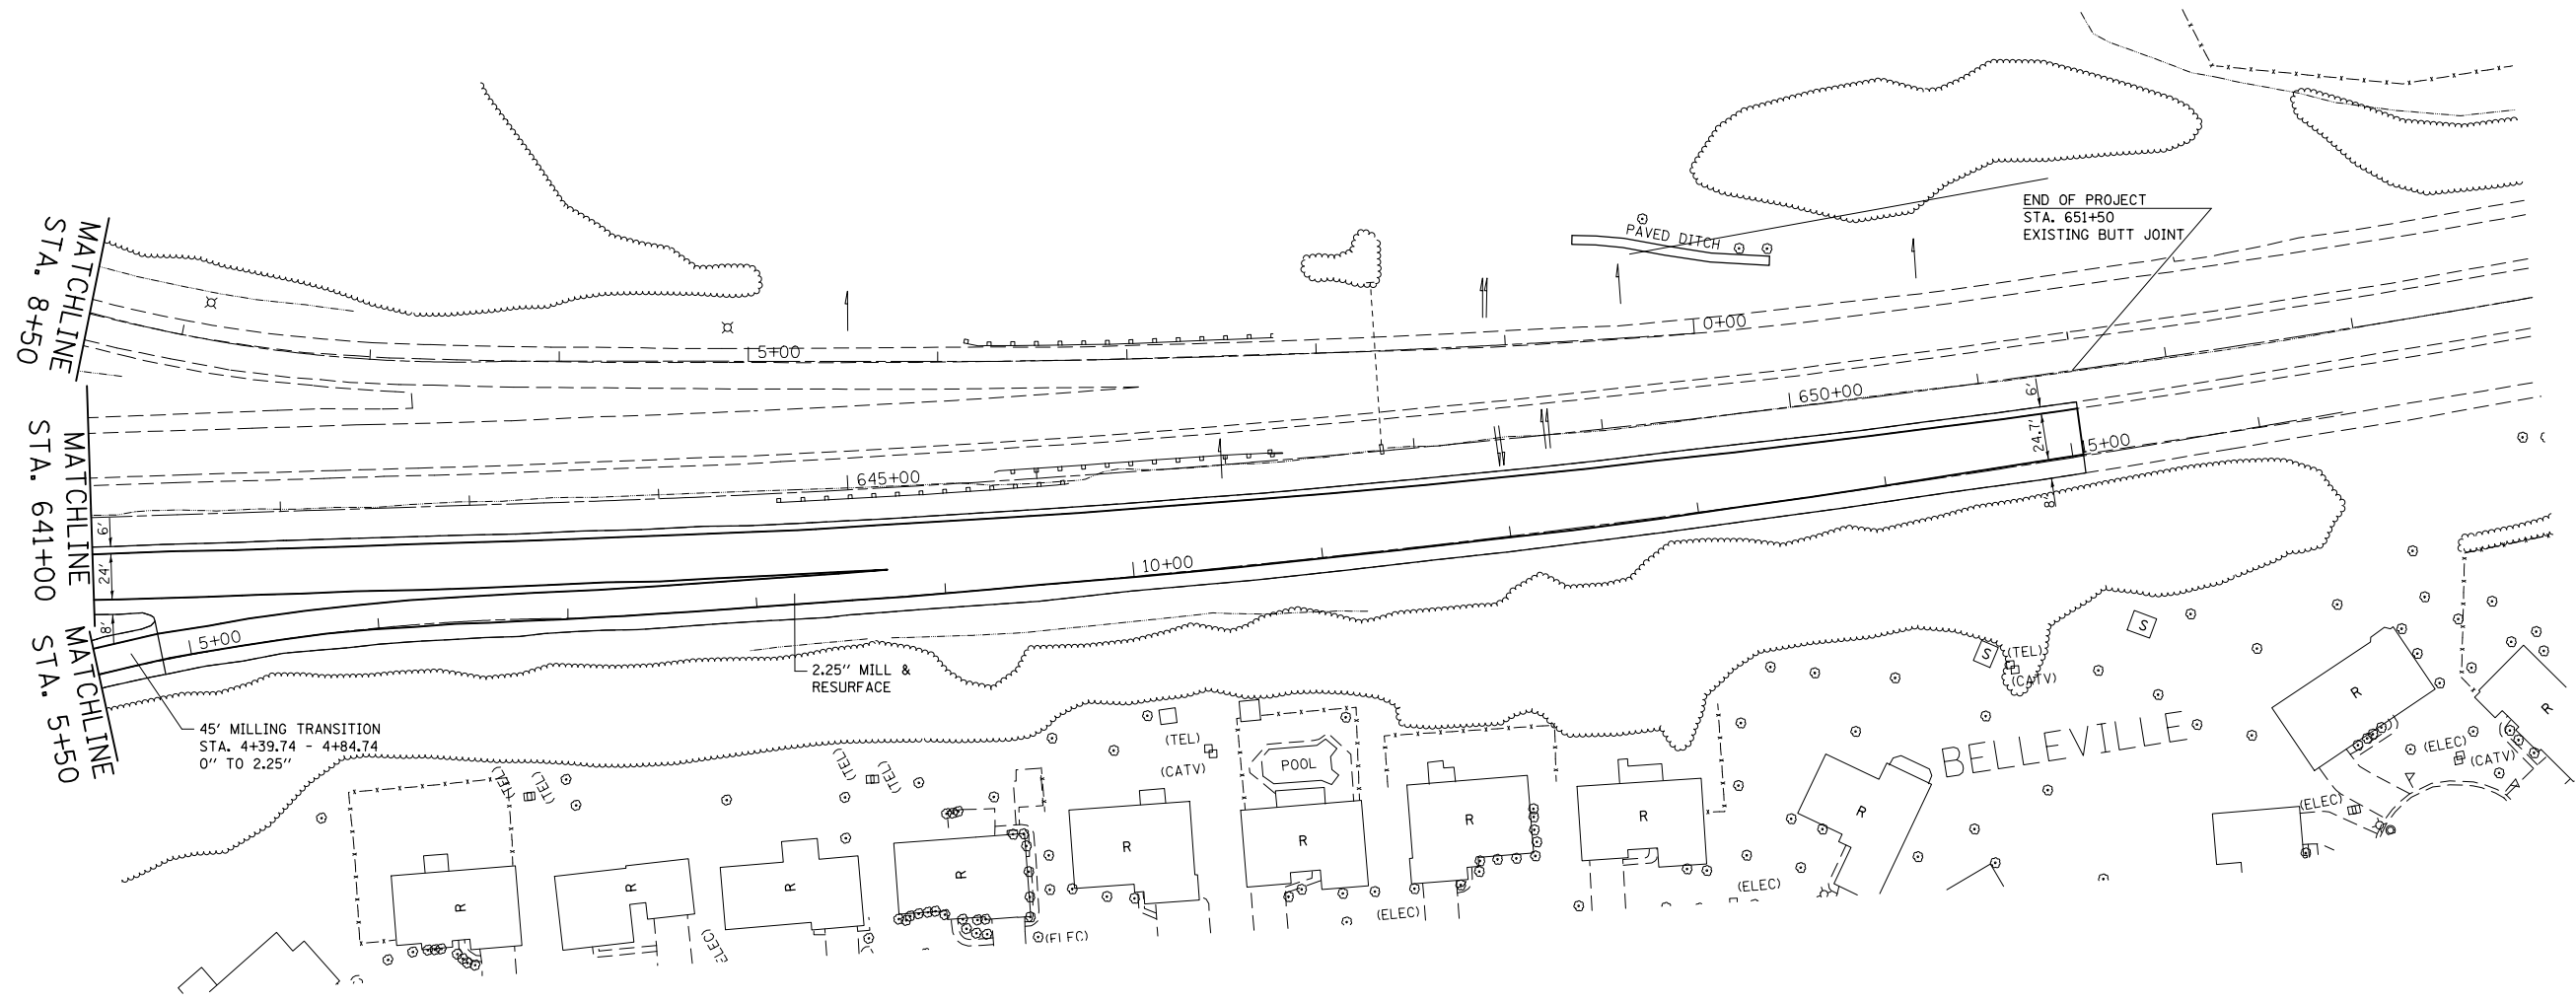 END OF PROJECT
STA. 651+50
EXISTING BUTT JOINT
PAVED DITCH
MATCHLINE
STA. 8+50
5+00
0+00
650+00
6'
24.7'
15+00
8'
645+00
MATCHLINE
STA. 641+00
6'
24'
8'
10+00
5+00
MATCHLINE
STA. 5+50
2.25" MILL &
RESURFACE
45' MILLING TRANSITION
STA. 4+39.74 - 4+84.74
0" TO 2.25"
S
S
(TEL)
(CATV)
BELLEVILLE
(TEL)
(CATV)
POOL
(TEL)
(TEL)
(TEL)
(TEL)
R
R
R
R
R
R
R
R
R
R
R
(ELEC)
(CATV)
(ELEC)
(ELEC)
(ELEC)
(ELEC)
ELEC)